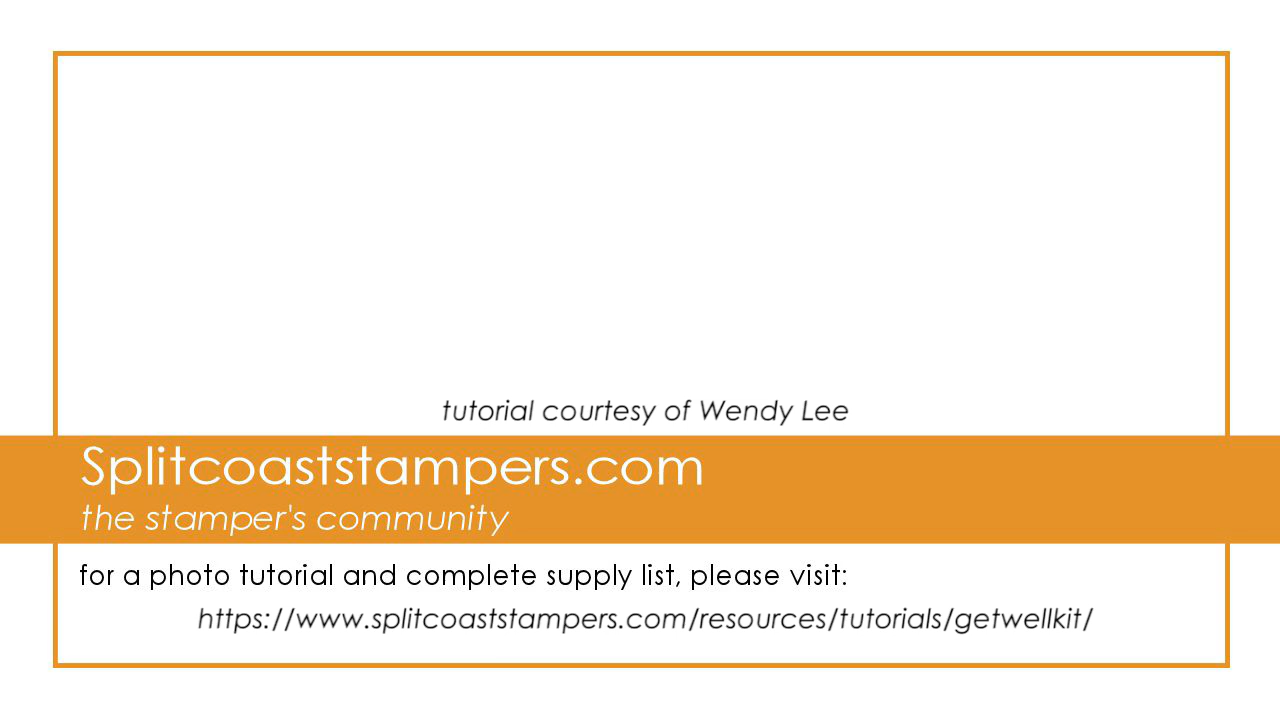 tutorial courtesy of Wendy Lee
Splitcoaststampers.com
the stamper's community
for a photo tutorial and complete supply list, please visit:
https://www.splitcoaststampers.com/resources/tutorials/getwellkit/